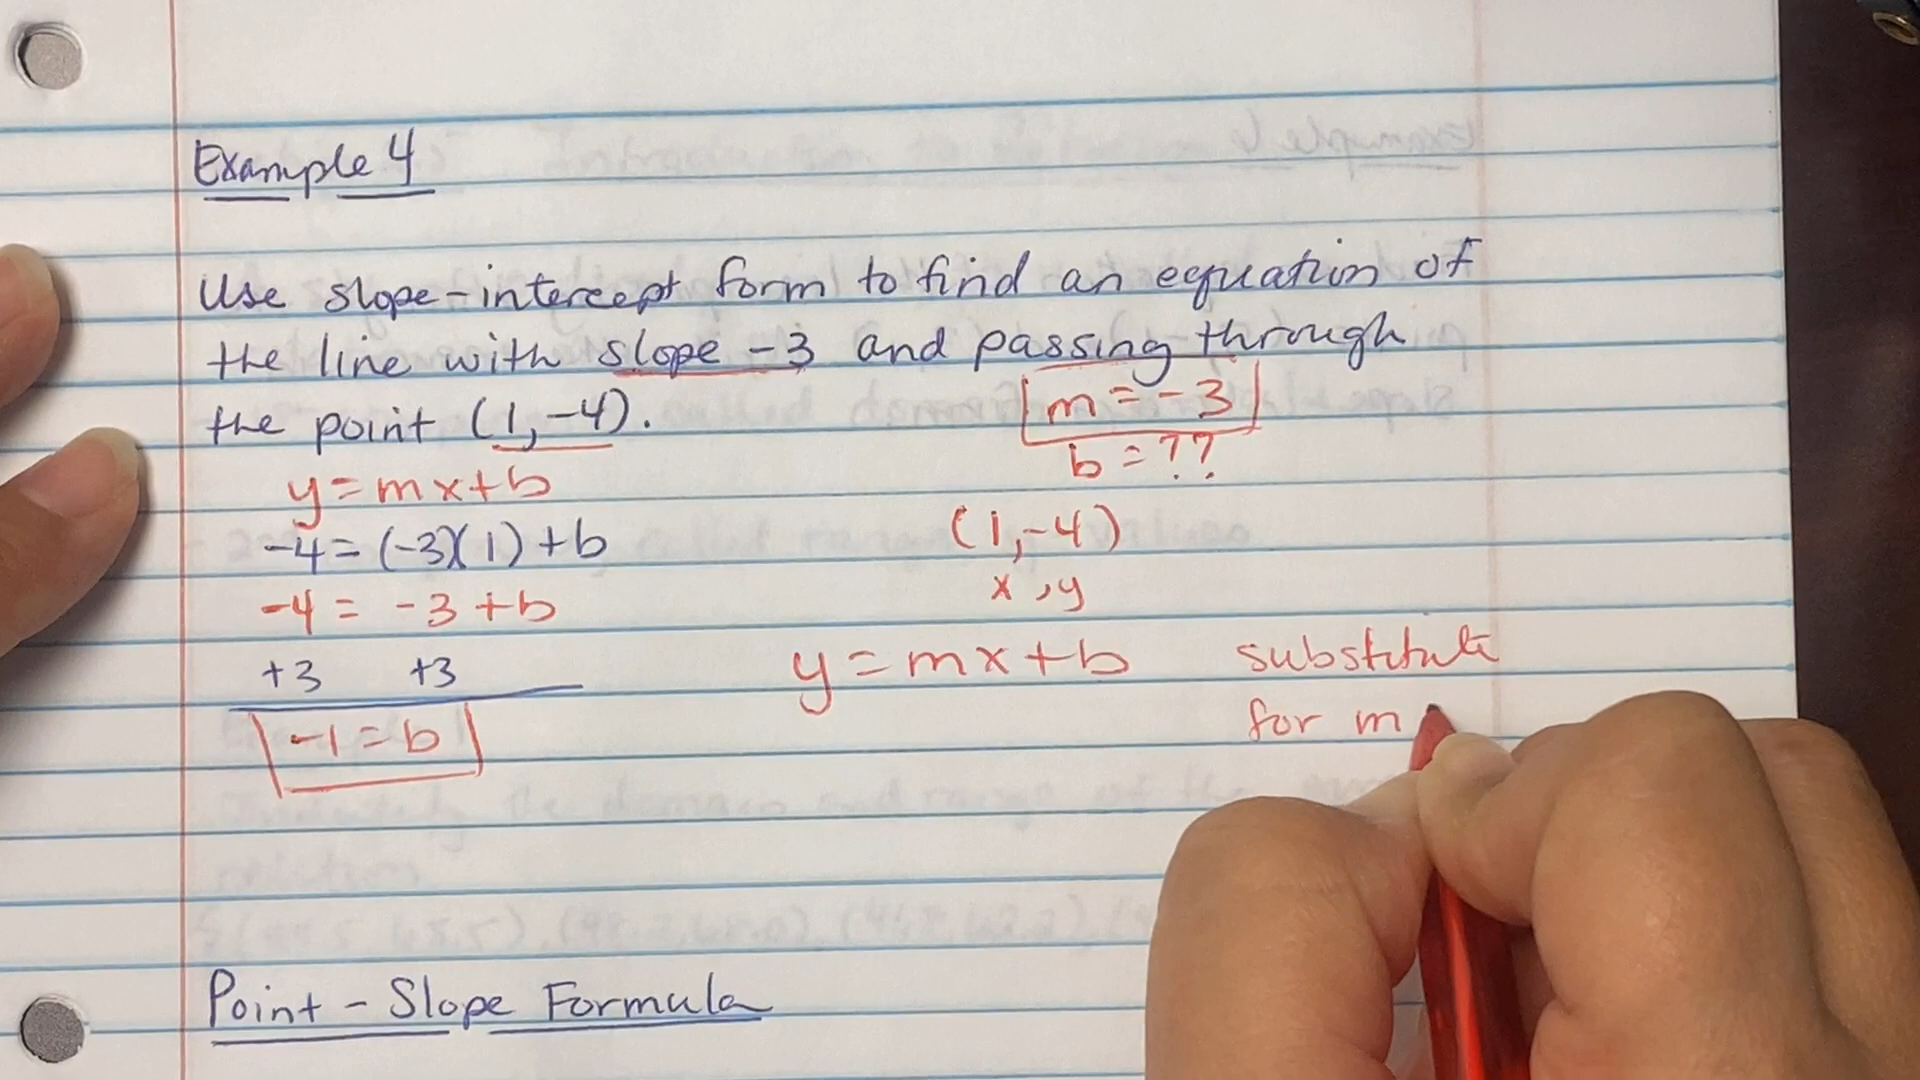 Example 4
Use slope-intercept form to find an equation of
the line with slope -3 and passing through
the point (1,-4).
m = -3
b = ??
y = mx+b
-4 = (-3)(1) + b
(1,-4)
x, y
-4 = -3 + b
+3 +3
-1 = b
y = mx + b
substitute
for m
Point - Slope Formula